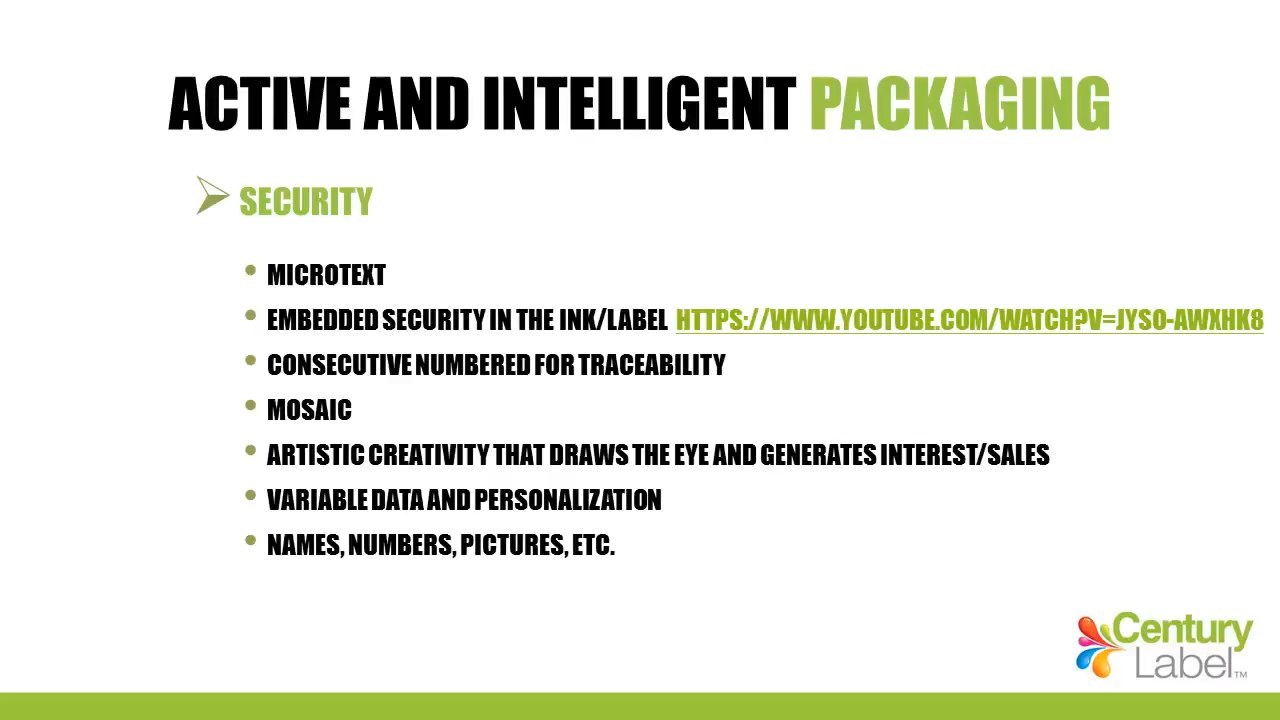 ACTIVE AND INTELLIGENT PACKAGING
SECURITY
MICROTEXT
EMBEDDED SECURITY IN THE INK/LABEL HTTPS://WWW.YOUTUBE.COM/WATCH?V=JYSO-AWXHK8
CONSECUTIVE NUMBERED FOR TRACEABILITY
MOSAIC
ARTISTIC CREATIVITY THAT DRAWS THE EYE AND GENERATES INTEREST/SALES
VARIABLE DATA AND PERSONALIZATION
NAMES, NUMBERS, PICTURES, ETC.
Century
Label™